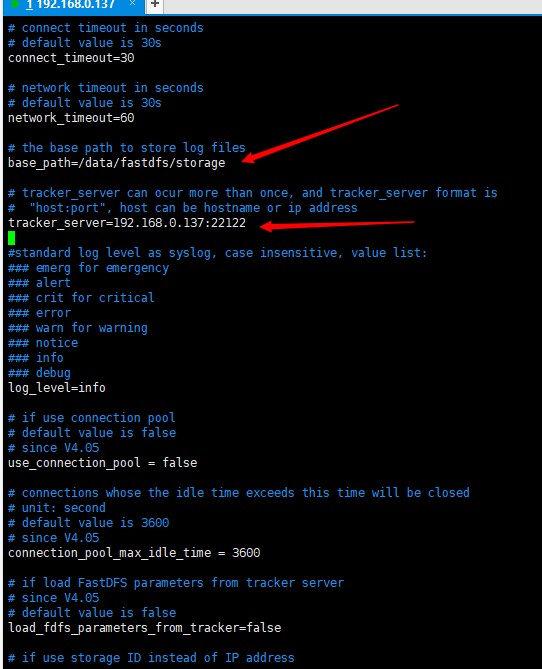 1 192.168.0.137 × +
# connect timeout in seconds
# default value is 30s
connect_timeout=30
# network timeout in seconds
# default value is 30s
network_timeout=60
# the base path to store log files
base_path=/data/fastdfs/storage
# tracker_server can ocur more than once, and tracker_server format is
#  "host:port", host can be hostname or ip address
tracker_server=192.168.0.137:22122
#standard log level as syslog, case insensitive, value list:
### emerg for emergency
### alert
### crit for critical
### error
### warn for warning
### notice
### info
### debug
log_level=info
# if use connection pool
# default value is false
# since V4.05
use_connection_pool = false
# connections whose the idle time exceeds this time will be closed
# unit: second
# default value is 3600
# since V4.05
connection_pool_max_idle_time = 3600
# if load FastDFS parameters from tracker server
# since V4.05
# default value is false
load_fdfs_parameters_from_tracker=false
# if use storage ID instead of IP address